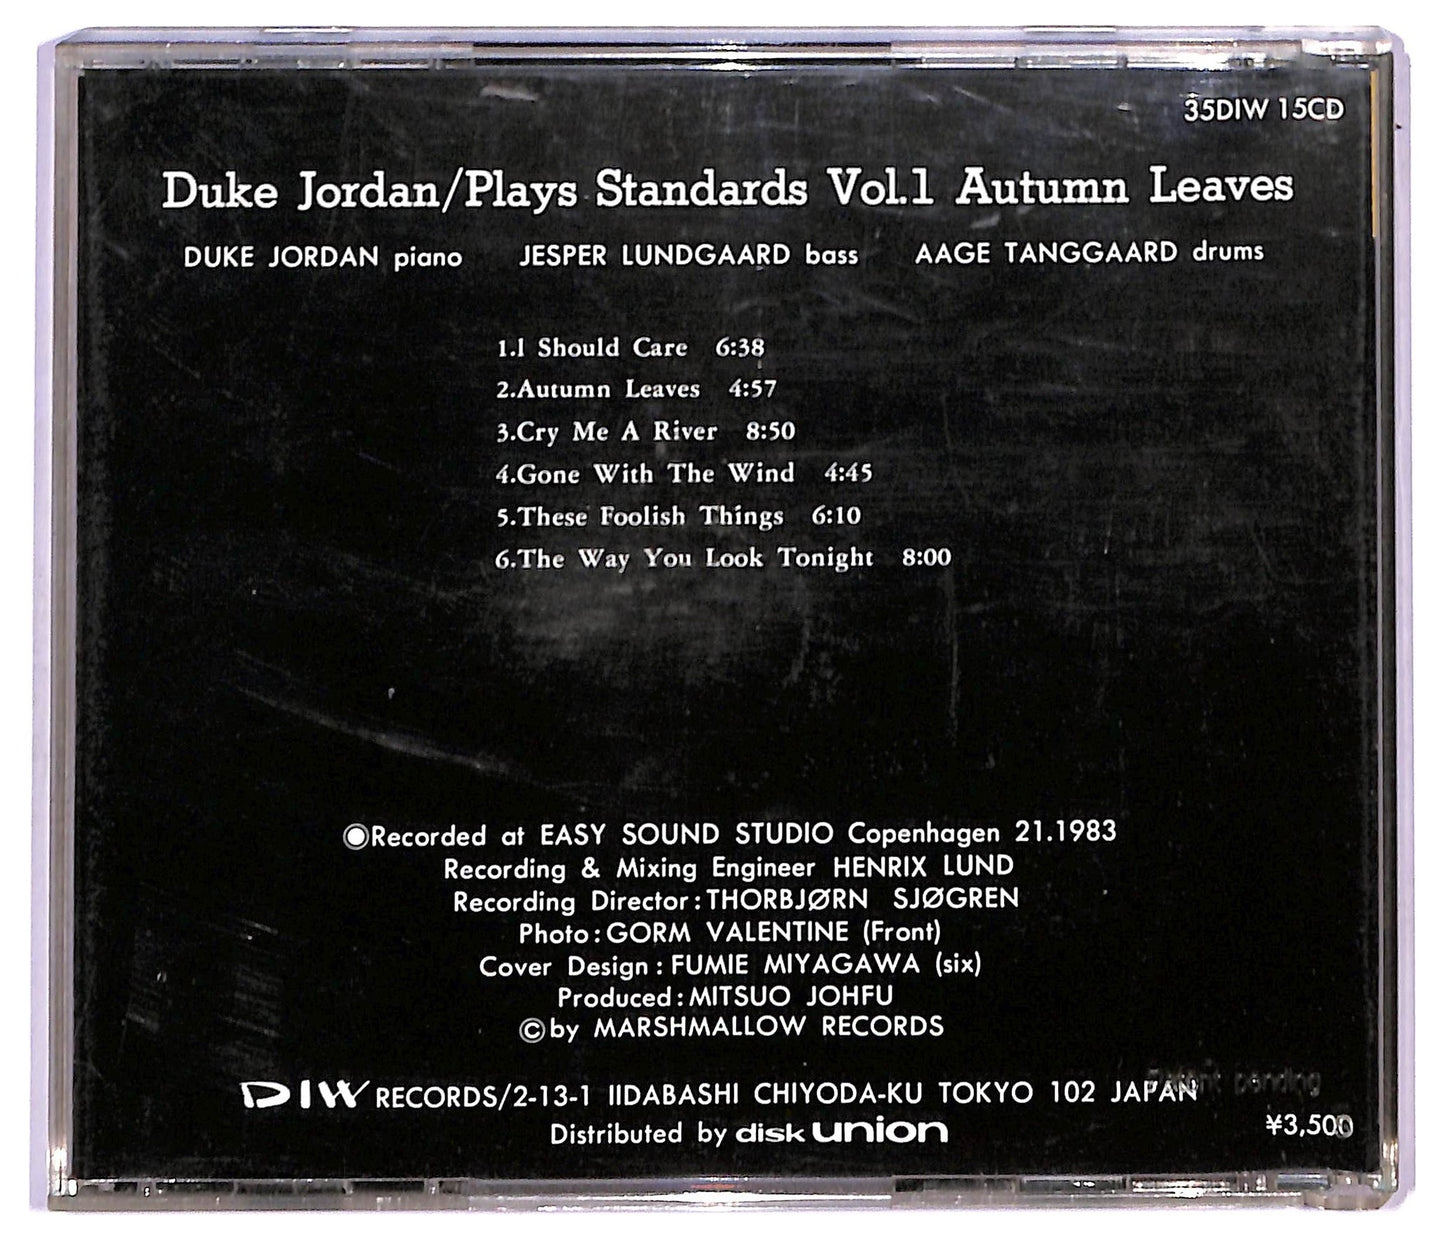 35DIW 15CD
Duke Jordan/Plays Standards Vol.1 Autumn Leaves
DUKE JORDAN piano JESPER LUNDGAARD bass AAGE TANGGAARD drums
1.I Should Care 6:38
2.Autumn Leaves 4:57
3.Cry Me A River 8:50
4.Gone With The Wind 4:45
5.These Foolish Things 6:10
6.The Way You Look Tonight 8:00
◉Recorded at EASY SOUND STUDIO Copenhagen 21.1983
Recording & Mixing Engineer HENRIX LUND
Recording Director:THORBJØRN SJØGREN
Photo:GORM VALENTINE (Front)
Cover Design:FUMIE MIYAGAWA (six)
Produced:MITSUO JOHFU
©by MARSHMALLOW RECORDS
Patent pending
DIW RECORDS/2-13-1 IIDABASHI CHIYODA-KU TOKYO 102 JAPAN
¥3,500
Distributed by disk union